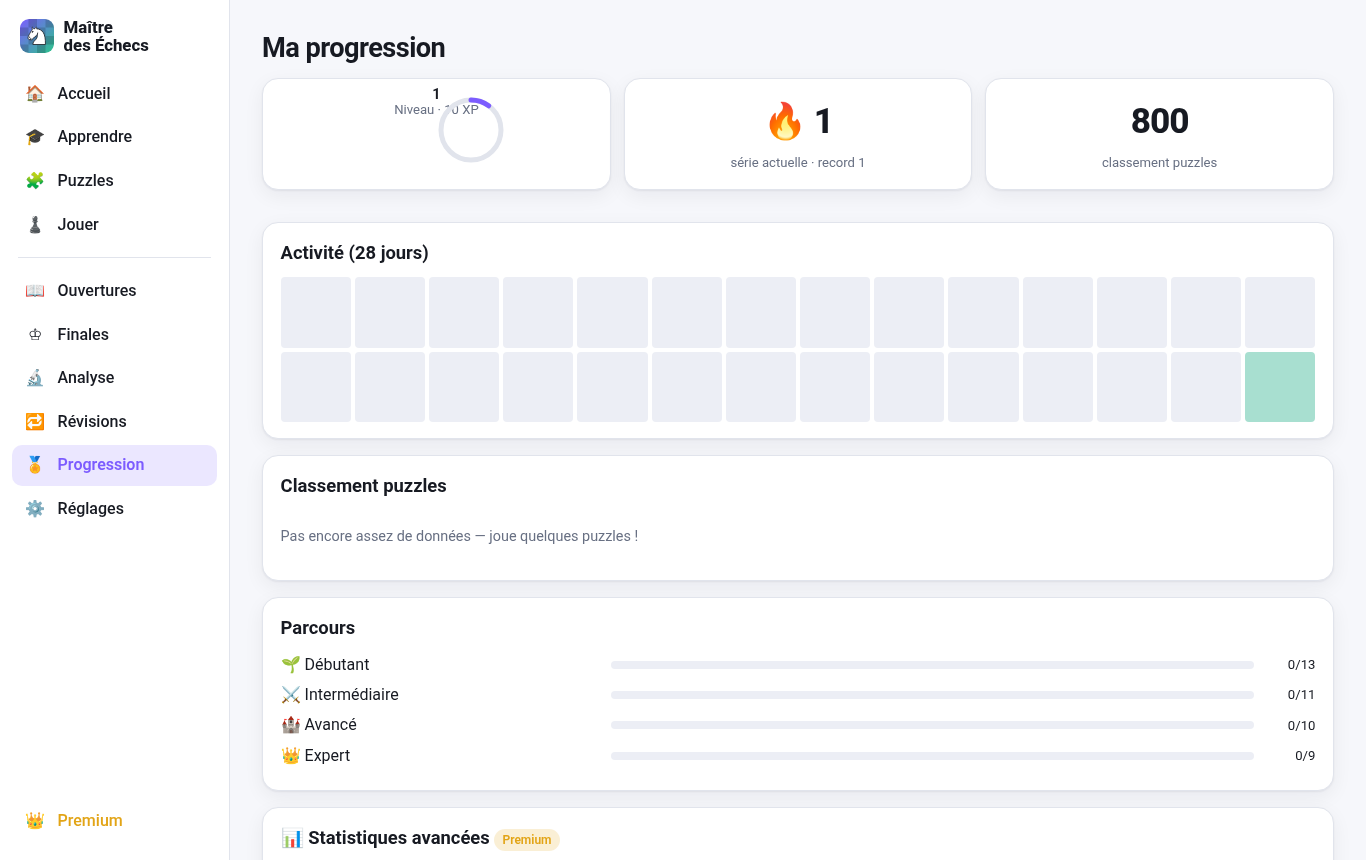 Maître
des Échecs
Accueil
Apprendre
Puzzles
Jouer
Ouvertures
Finales
Analyse
Révisions
Progression
Réglages
Premium
Ma progression
1
Niveau · 10 XP
🔥 1
série actuelle · record 1
800
classement puzzles
Activité (28 jours)
Classement puzzles
Pas encore assez de données — joue quelques puzzles !
Parcours
Débutant 0/13
Intermédiaire 0/11
Avancé 0/10
Expert 0/9
Statistiques avancées Premium